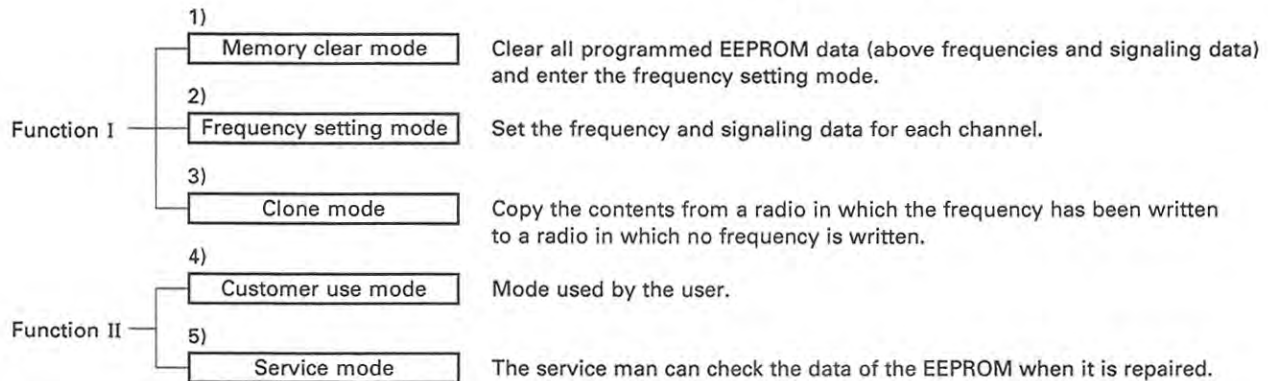 1)
Memory clear mode
Clear all programmed EEPROM data (above frequencies and signaling data)
and enter the frequency setting mode.
2)
Function I
Frequency setting mode
Set the frequency and signaling data for each channel.
3)
Clone mode
Copy the contents from a radio in which the frequency has been written
to a radio in which no frequency is written.
4)
Customer use mode
Mode used by the user.
Function II
5)
Service mode
The service man can check the data of the EEPROM when it is repaired.